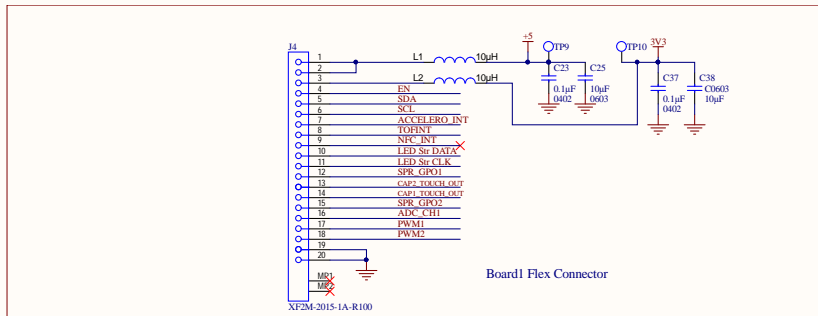 J4
+5
TP9
TP10
3V3
1
L1
10µH
2
3
L2
10µH
C23
C25
0.1µF
10µF
0402
0603
C37
C38
0.1µF
C0603
0402
10µF
4
EN
5
SDA
6
SCL
7
ACCELERO_INT
8
TOFINT
9
NFC_INT
10
LED Str DATA
11
LED Str CLK
12
SPR_GPO1
13
CAP2_TOUCH_OUT
14
CAP1_TOUCH_OUT
15
SPR_GPO2
16
ADC_CH1
17
PWM1
18
PWM2
19
20
MP1
Board1 Flex Connector
XF2M-2015-1A-R100